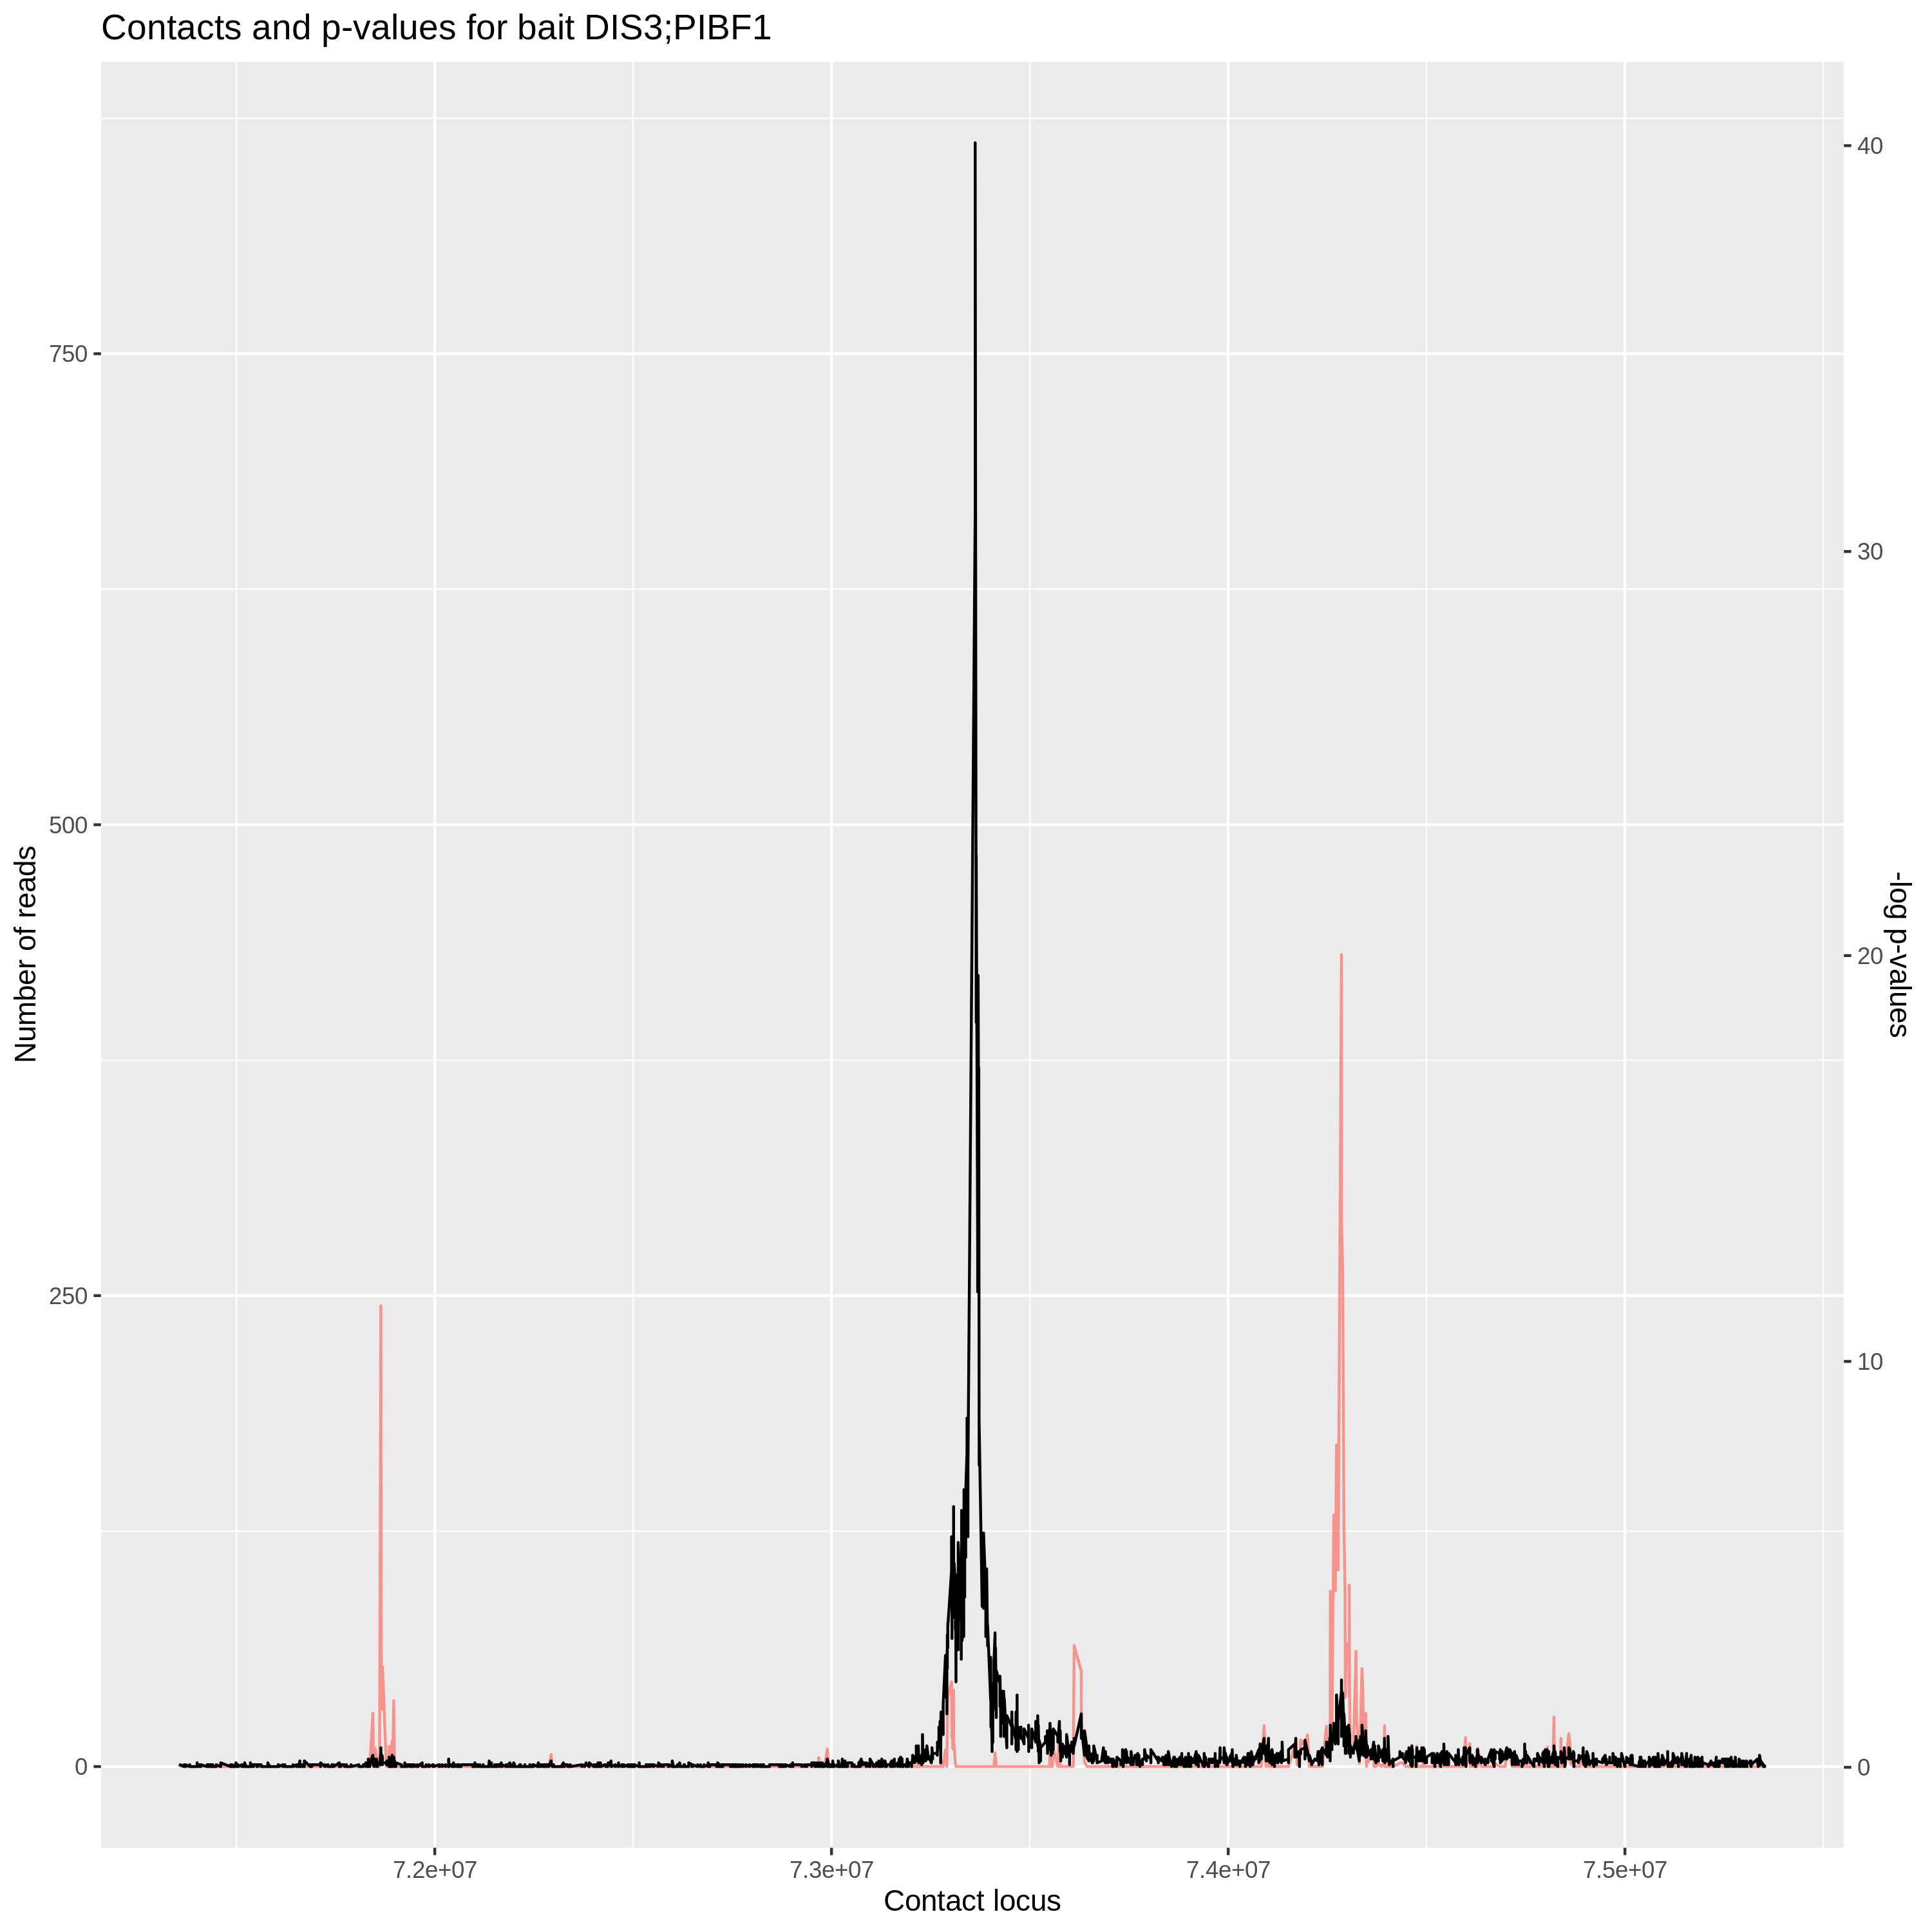 Contacts and p-values for bait DIS3;PIBF1
Number of reads
750
500
250
0
40
30
20
10
0
-log p-values
7.2e+07
7.3e+07
7.4e+07
7.5e+07
Contact locus